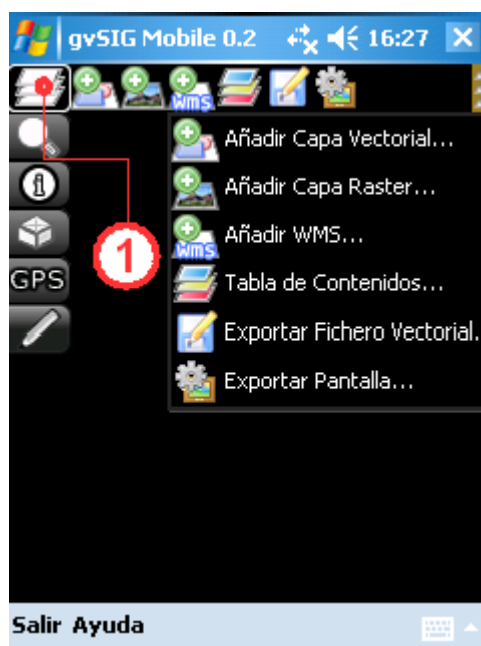 gvSIG Mobile 0.2 16:27
WMS
Añadir Capa Vectorial...
Añadir Capa Raster...
WMS Añadir WMS...
1
GPS
Tabla de Contenidos...
Exportar Fichero Vectorial.
Exportar Pantalla...
Salir Ayuda